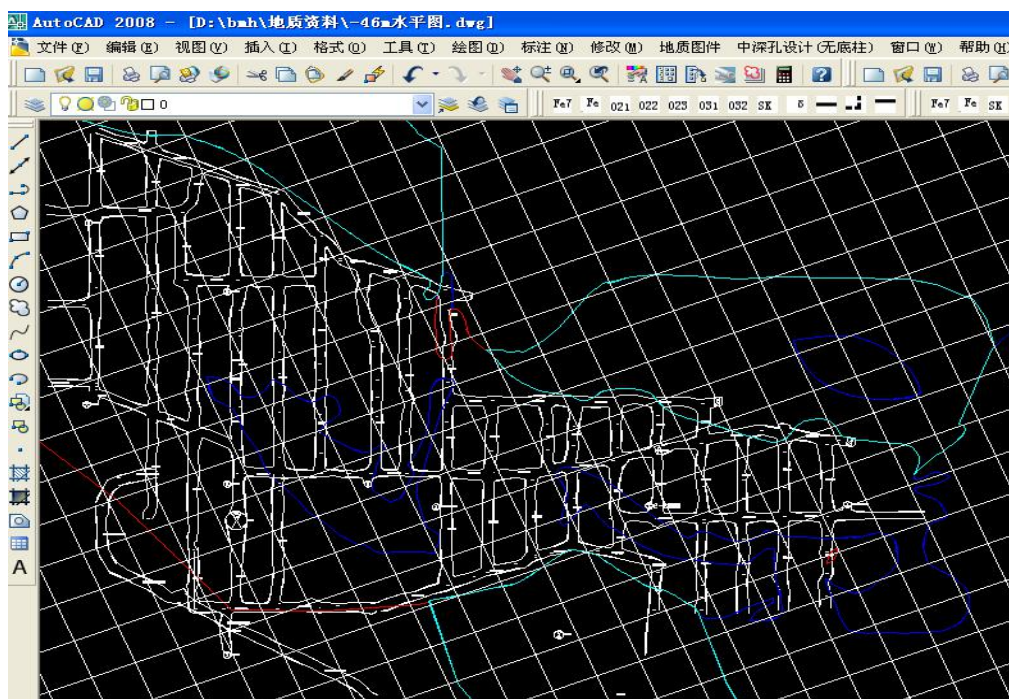 AutoCAD 2008 - [D:\bmh\地质资料\-46m水平图.dwg]
文件(F) 编辑(E) 视图(V) 插入(I) 格式(O) 工具(T) 绘图(D) 标注(N) 修改(M) 地质图件 中深孔设计(无底柱) 窗口(W) 帮助(H)
0 Fe7 Fe 021 022 023 031 032 SK δ Fe7 Fe SK
A